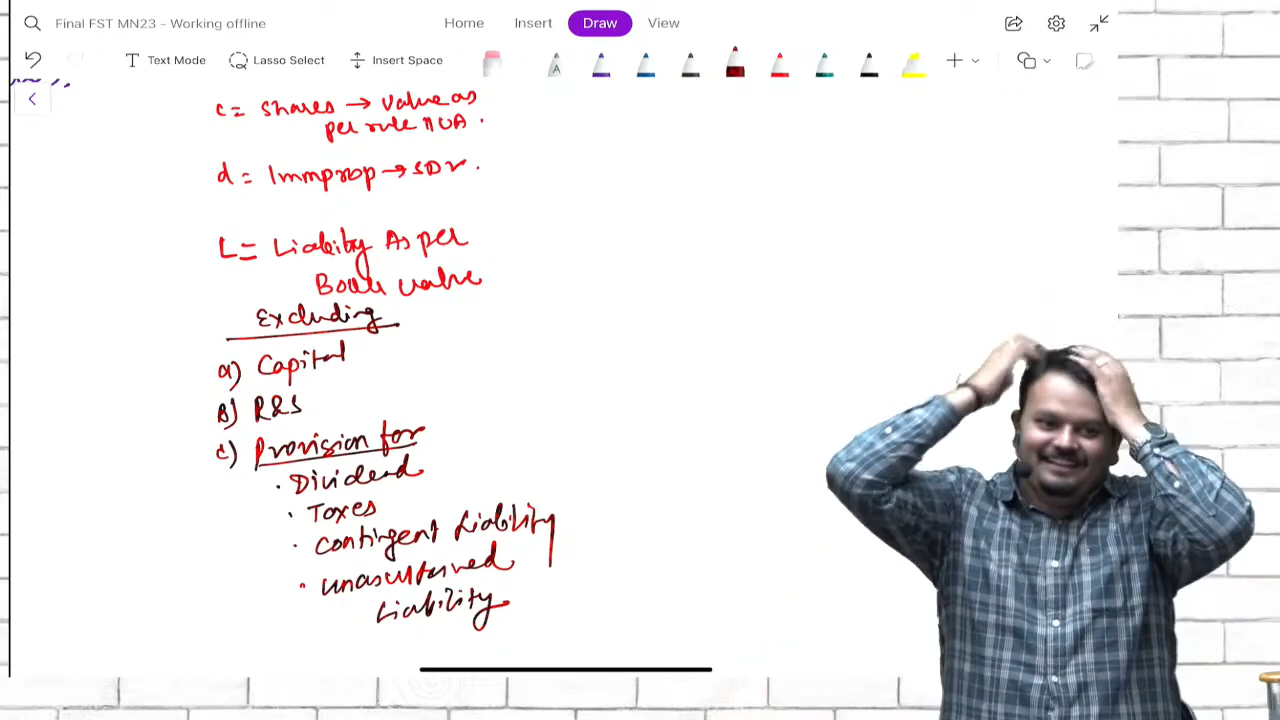 Final FST MN23 - Working offline
Home
Insert
Draw
View
Text Mode
Lasso Select
Insert Space
A
c = shares → value as
per rule 11UA.
d = Immprop → SDV.
L = Liability As per
Book value
Excluding
a) Capital
B) R&S
c) Provision for
· Dividend
· Taxes
· Contingent Liability
· unascertained
Liability